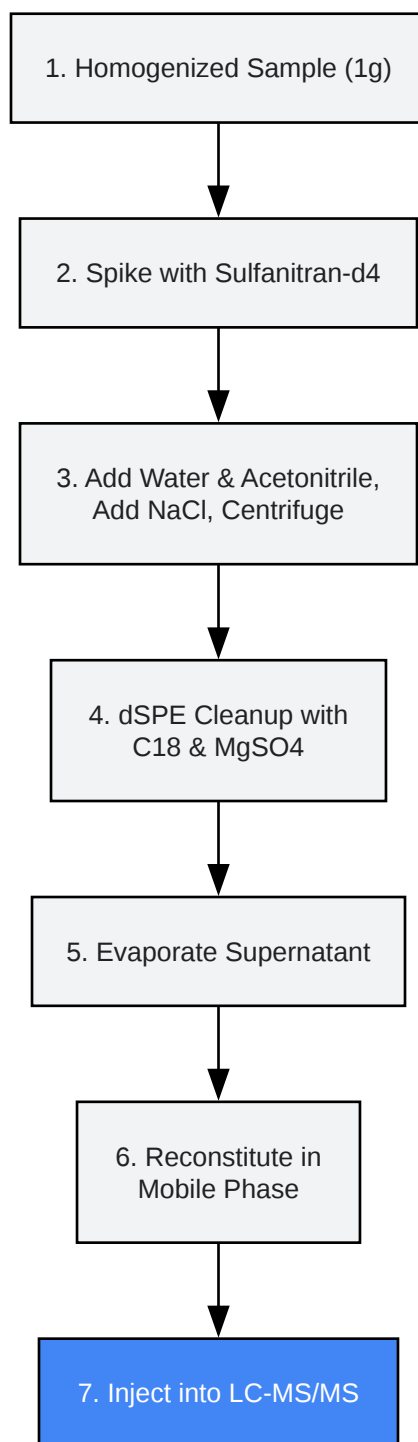 1. Homogenized Sample (1g)
2. Spike with Sulfanitran-d4
3. Add Water & Acetonitrile,
Add NaCl, Centrifuge
4. dSPE Cleanup with
C18 & MgSO4
5. Evaporate Supernatant
6. Reconstitute in
Mobile Phase
7. Inject into LC-MS/MS